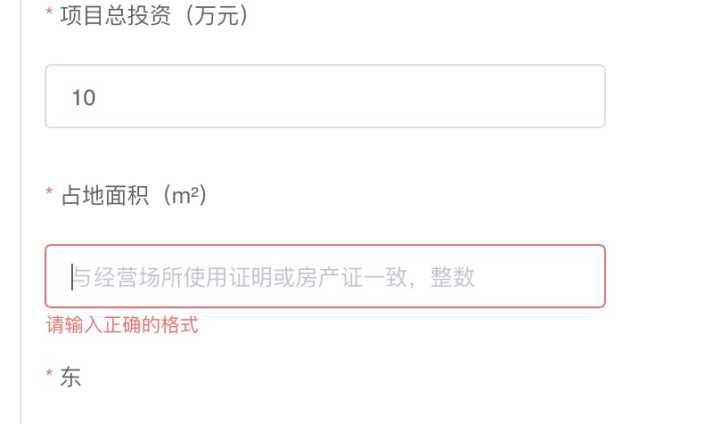 * 项目总投资（万元）
10
* 占地面积（m²）
与经营场所使用证明或房产证一致，整数
请输入正确的格式
* 东